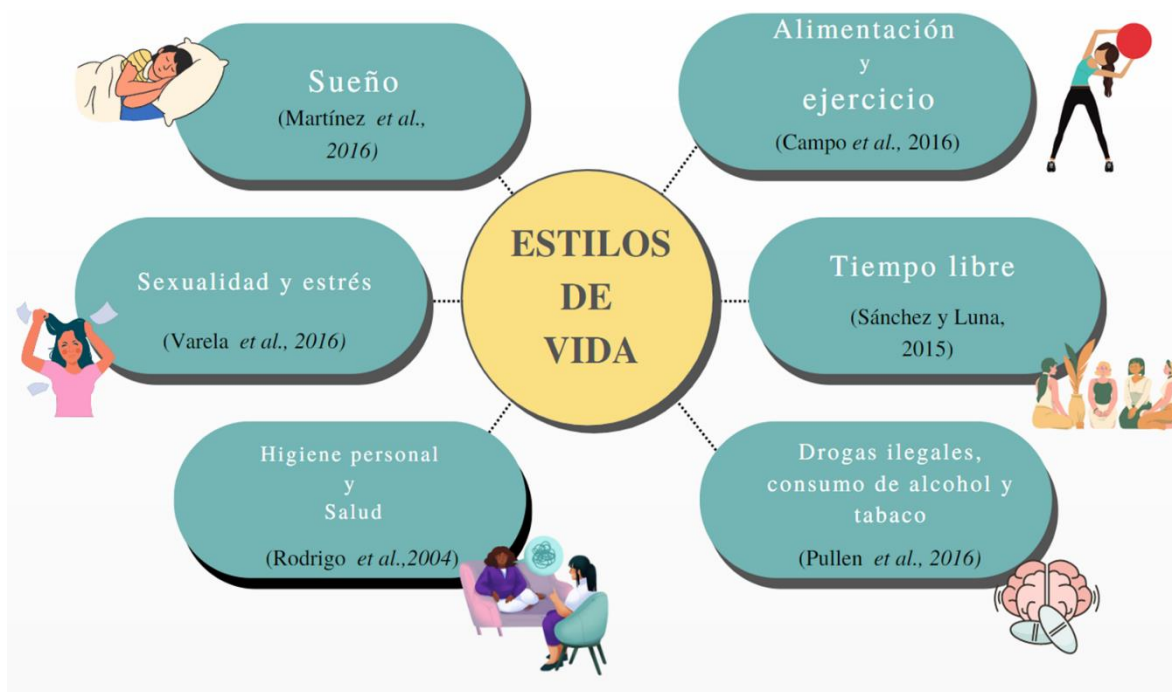 Sueño
(Martínez et al.,
2016)
Alimentación
y
ejercicio
(Campo et al., 2016)
ESTILOS
DE
VIDA
Sexualidad y estrés
(Varela et al., 2016)
Tiempo libre
(Sánchez y Luna,
2015)
Higiene personal
y
Salud
(Rodrigo et al.,2004)
Drogas ilegales,
consumo de alcohol y
tabaco
(Pullen et al., 2016)